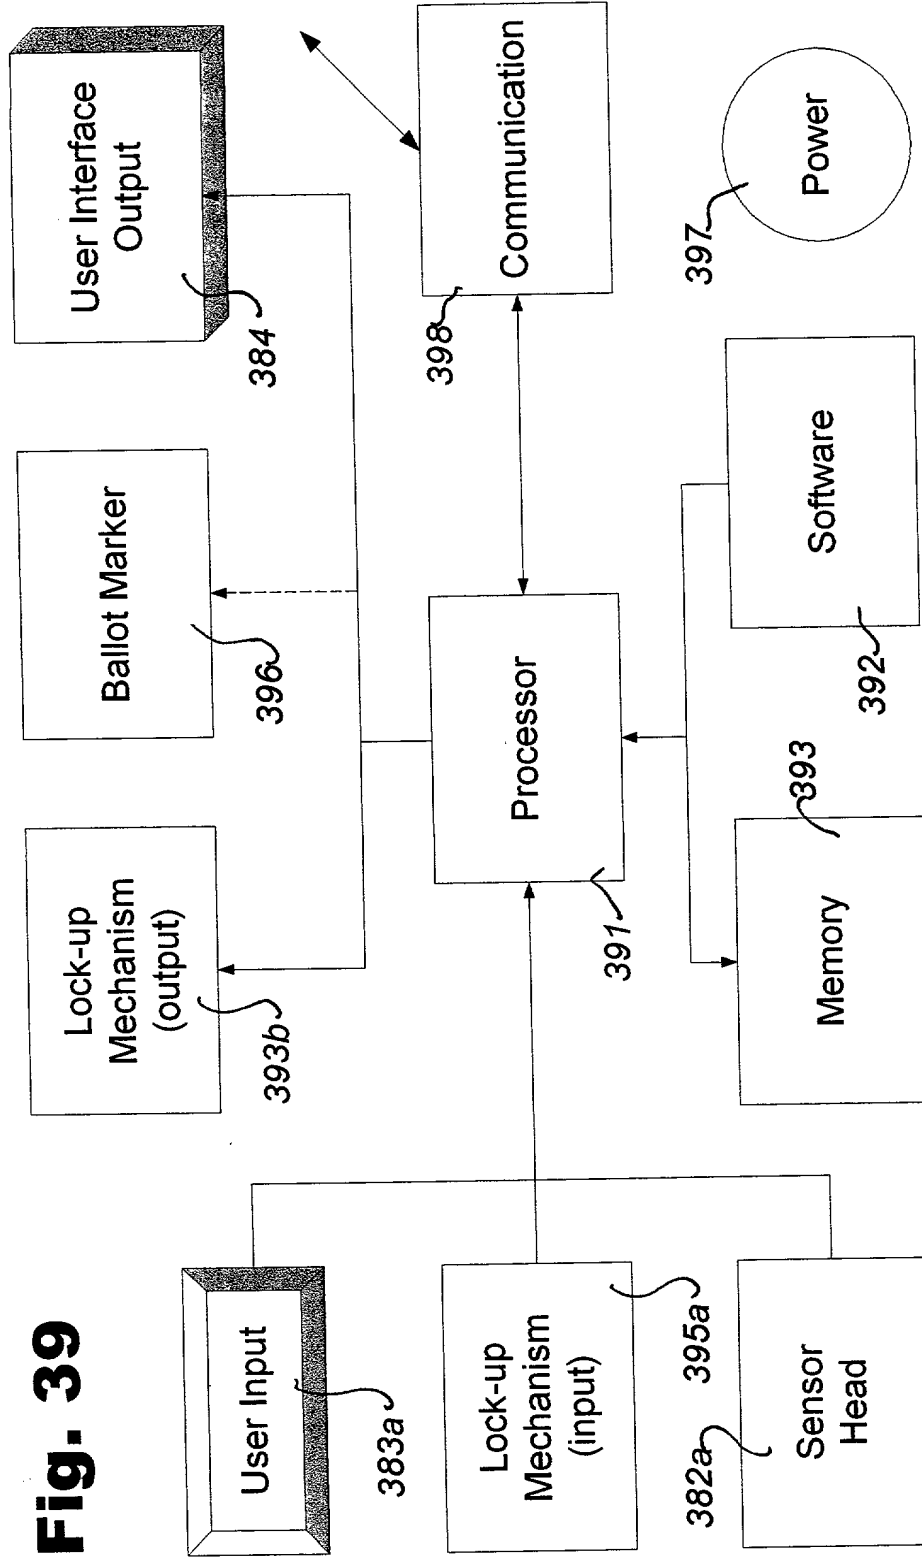 Fig. 39
User Input
383a
Lock-up
Mechanism
(input)
395a
Sensor
Head
382a
Lock-up
Mechanism
(output)
393b
Ballot Marker
396
User Interface
Output
384
Processor
391
Communication
398
Memory
393
Software
392
Power
397